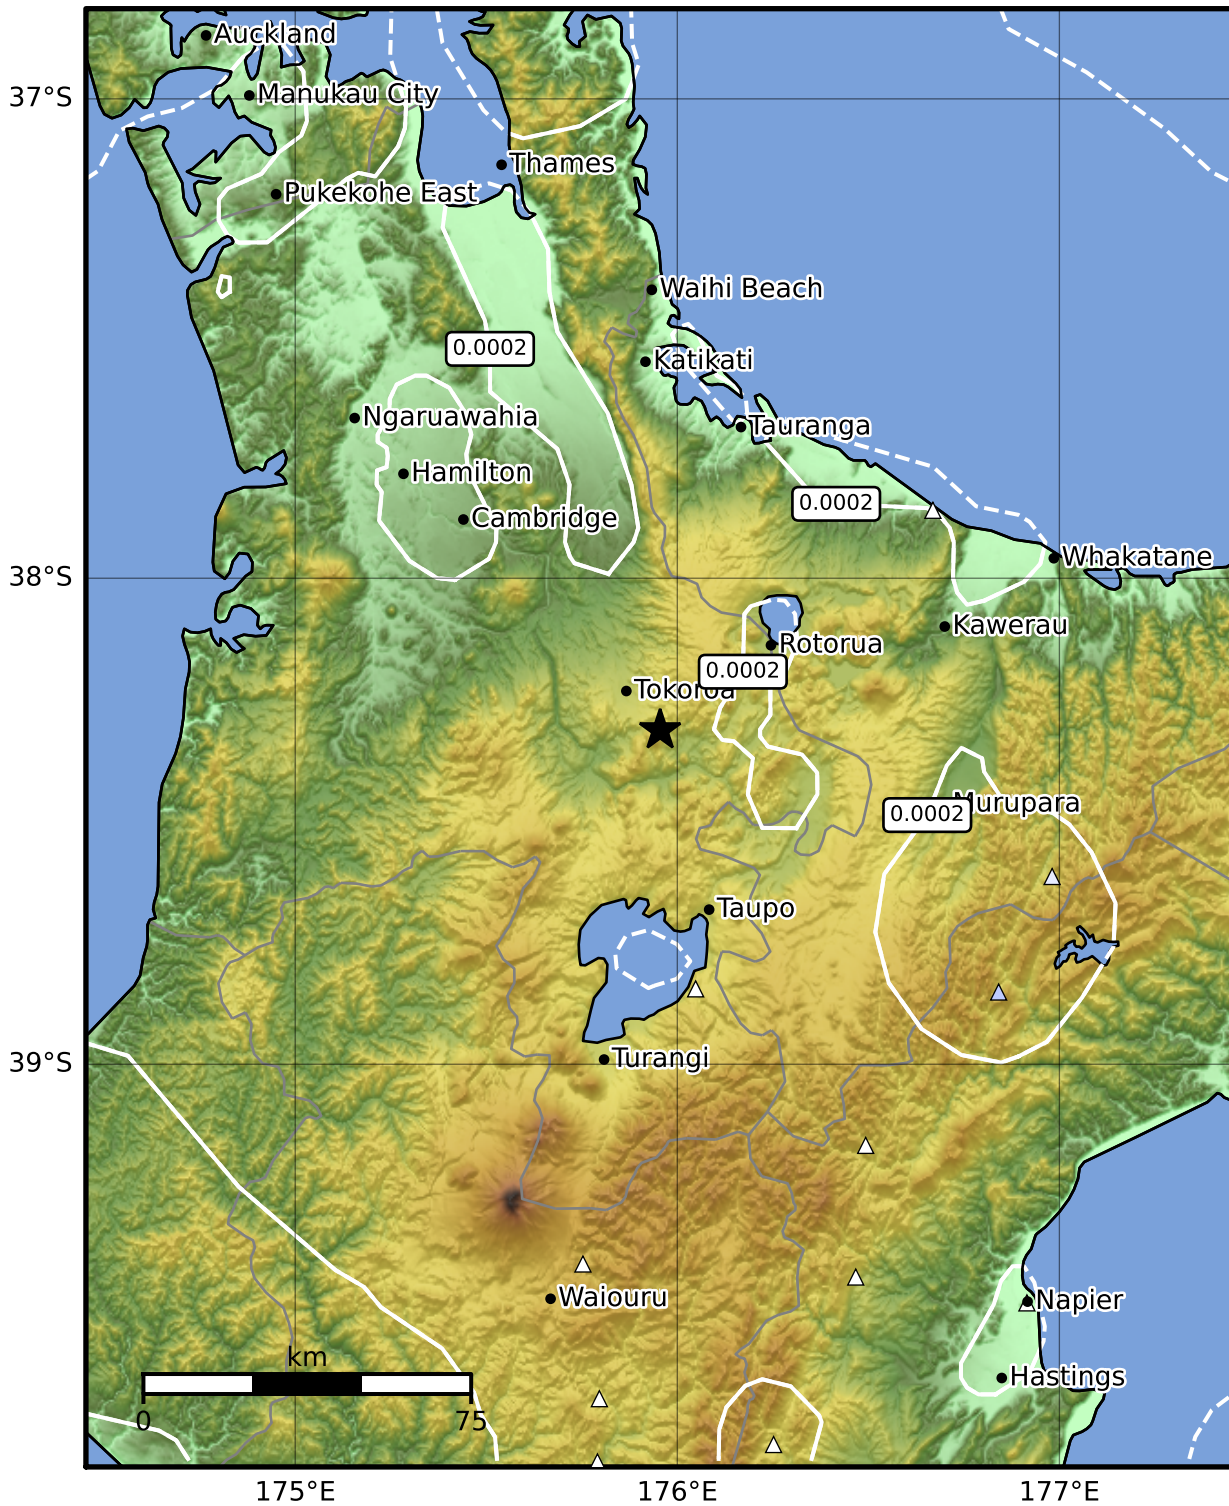 Auckland
37°S
Manukau City
Thames
Pukekohe East
Waihi Beach
0.0002
Katikati
Ngaruawahia
Tauranga
Hamilton
0.0002
Cambridge
Whakatane
38°S
Kawerau
Rotorua
0.0002
Tokoroa
Murupara
0.0002
Taupo
Turangi
39°S
Waiouru
Napier
km
Hastings
0 75
175°E 176°E 177°E